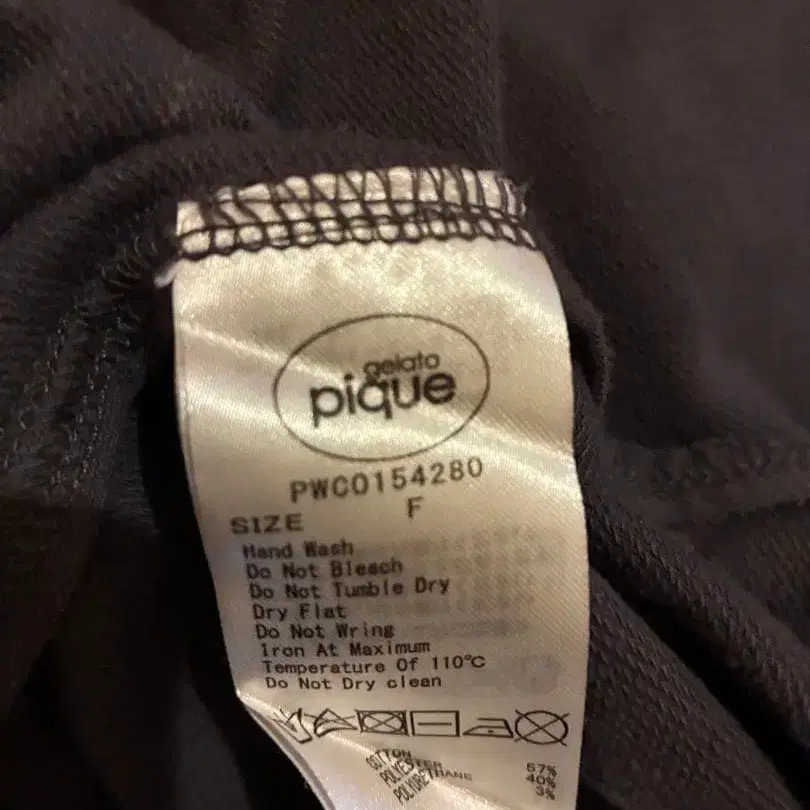 gelato
pique
PWCO154280
SIZE F
Hand Wash
Do Not Bleach
Do Not Tumble Dry
Dry Flat
Do Not Wring
Iron At Maximum
Temperature Of 110℃
Do Not Dry clean
COTTON 57%
POLYESTER 40%
POLYURETHANE 3%